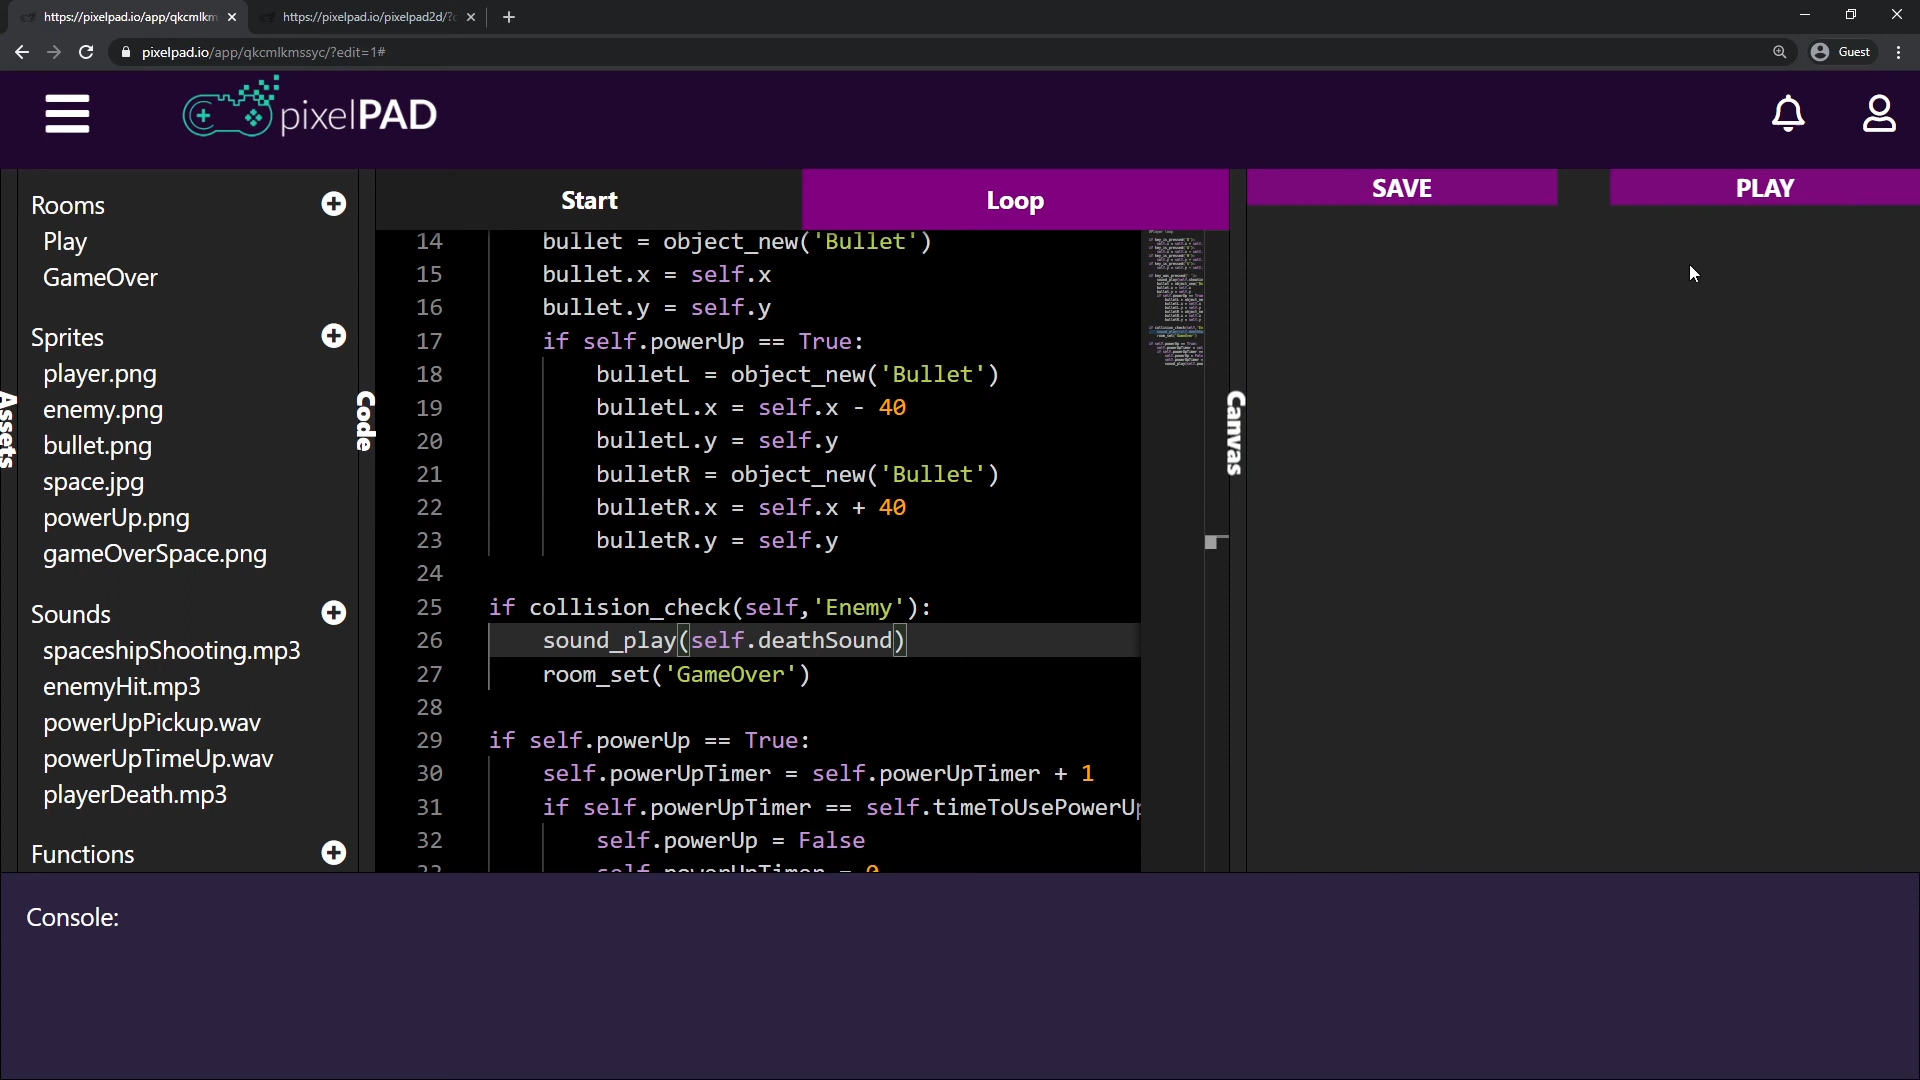 https://pixelpad.io/app/qkcmlkm
https://pixelpad.io/pixelpad2d/?c
pixelpad.io/app/qkcmlkmssyc/?edit=1#
Guest
pixelPAD
Rooms
Play
GameOver
Sprites
player.png
enemy.png
bullet.png
space.jpg
powerUp.png
gameOverSpace.png
Sounds
spaceshipShooting.mp3
enemyHit.mp3
powerUpPickup.wav
powerUpTimeUp.wav
playerDeath.mp3
Functions
Assets
Code
Start
Loop
14 bullet = object_new('Bullet')
15 bullet.x = self.x
16 bullet.y = self.y
17 if self.powerUp == True:
18 bulletL = object_new('Bullet')
19 bulletL.x = self.x - 40
20 bulletL.y = self.y
21 bulletR = object_new('Bullet')
22 bulletR.x = self.x + 40
23 bulletR.y = self.y
24
25 if collision_check(self,'Enemy'):
26 sound_play(self.deathSound)
27 room_set('GameOver')
28
29 if self.powerUp == True:
30 self.powerUpTimer = self.powerUpTimer + 1
31 if self.powerUpTimer == self.timeToUsePowerUp
32 self.powerUp = False
33 self.powerUpTimer = 0
Canvas
SAVE
PLAY
Console: